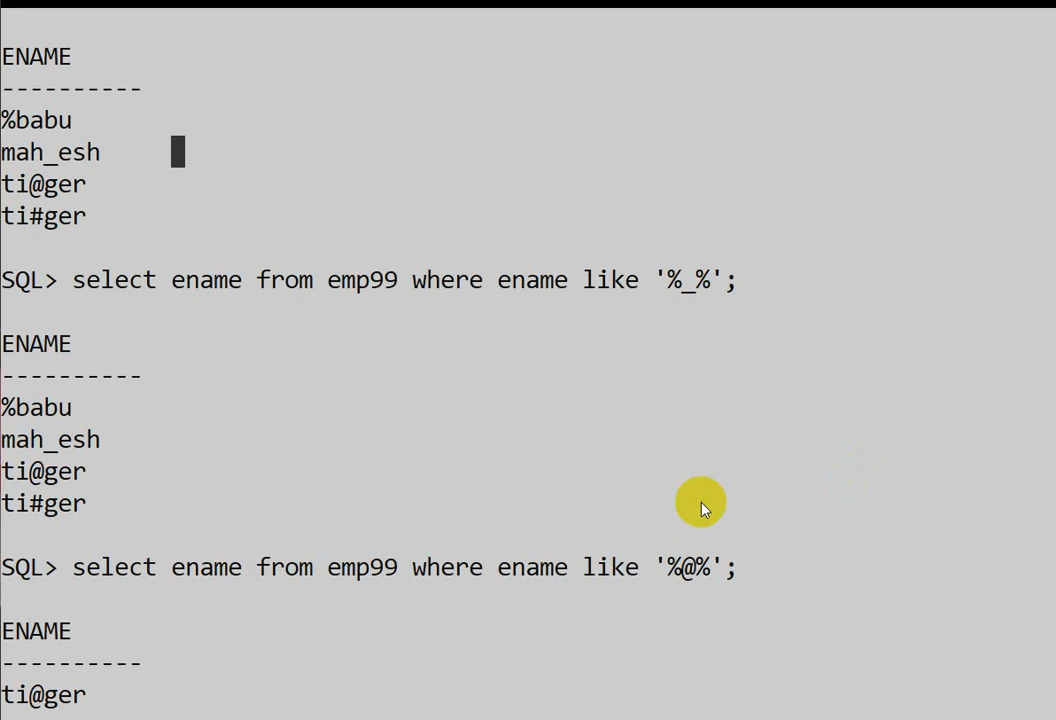 ENAME
----------
%babu
mah_esh
ti@ger
ti#ger
SQL> select ename from emp99 where ename like '%_%';
ENAME
----------
%babu
mah_esh
ti@ger
ti#ger
SQL> select ename from emp99 where ename like '%@%';
ENAME
----------
ti@ger